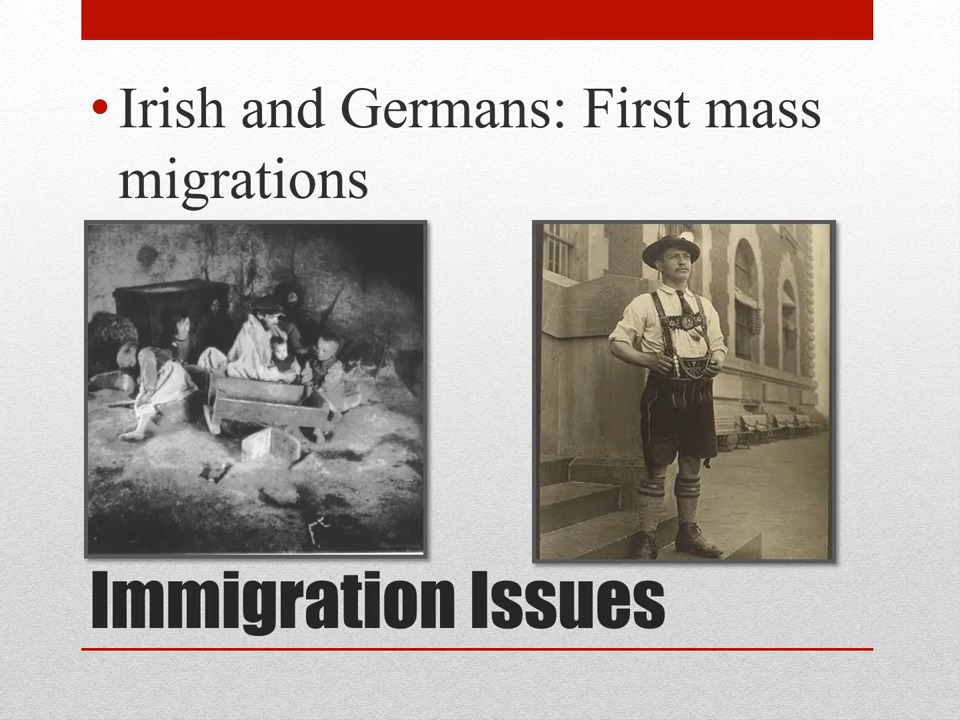 • Irish and Germans: First mass
migrations
Immigration Issues